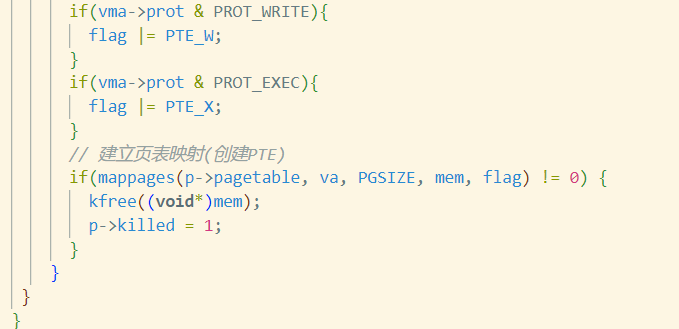 if(vma->prot & PROT_WRITE){
flag |= PTE_W;
}
if(vma->prot & PROT_EXEC){
flag |= PTE_X;
}
// 建立页表映射(创建PTE)
if(mappages(p->pagetable, va, PGSIZE, mem, flag) != 0) {
kfree((void*)mem);
p->killed = 1;
}
}
}
}